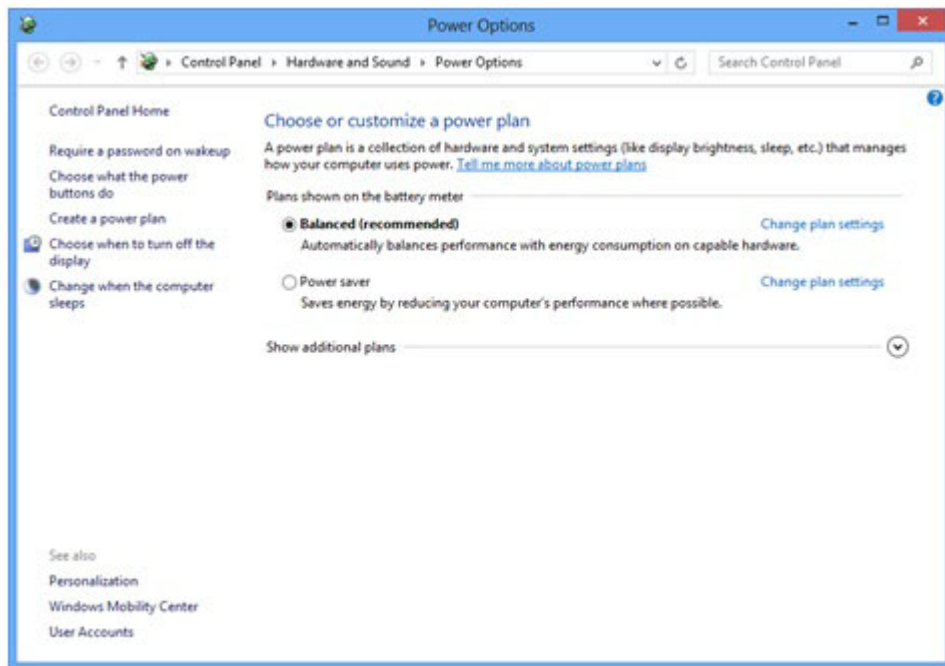 Power Options
Control Panel
Hardware and Sound
Power Options
Search Control Panel
Control Panel Home
Require a password on wakeup
Choose what the power
buttons do
Create a power plan
Choose when to turn off the
display
Change when the computer
sleeps
Choose or customize a power plan
A power plan is a collection of hardware and system settings (like display brightness, sleep, etc.) that manages
how your computer uses power. Tell me more about power plans
Plans shown on the battery meter
Balanced (recommended) Change plan settings
Automatically balances performance with energy consumption on capable hardware.
Power saver Change plan settings
Saves energy by reducing your computer's performance where possible.
Show additional plans
See also
Personalization
Windows Mobility Center
User Accounts